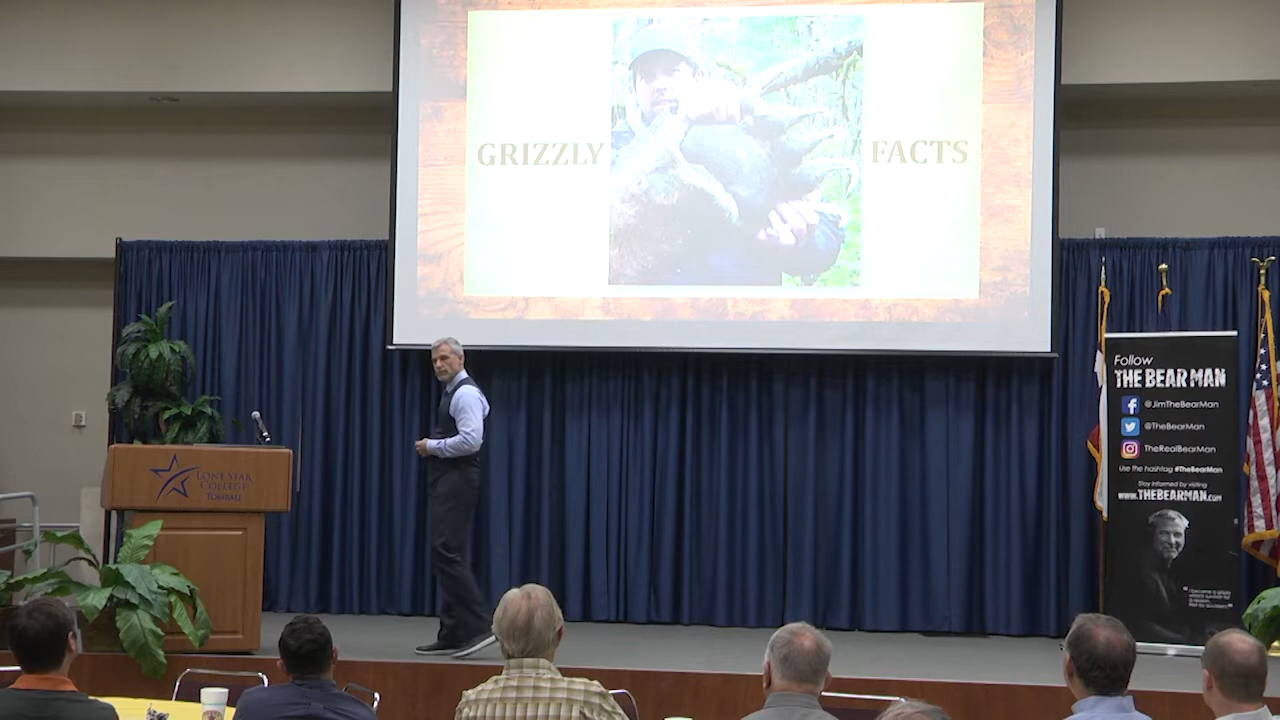 GRIZZLY FACTS
LONE STAR
COLLEGE
TOMBALL
Follow
THE BEAR MAN
@JimTheBearMan
@TheBearMan
TheRealBearMan
Use the hashtag #TheBearMan
Stay informed by visiting
www.THEBEARMAN.com